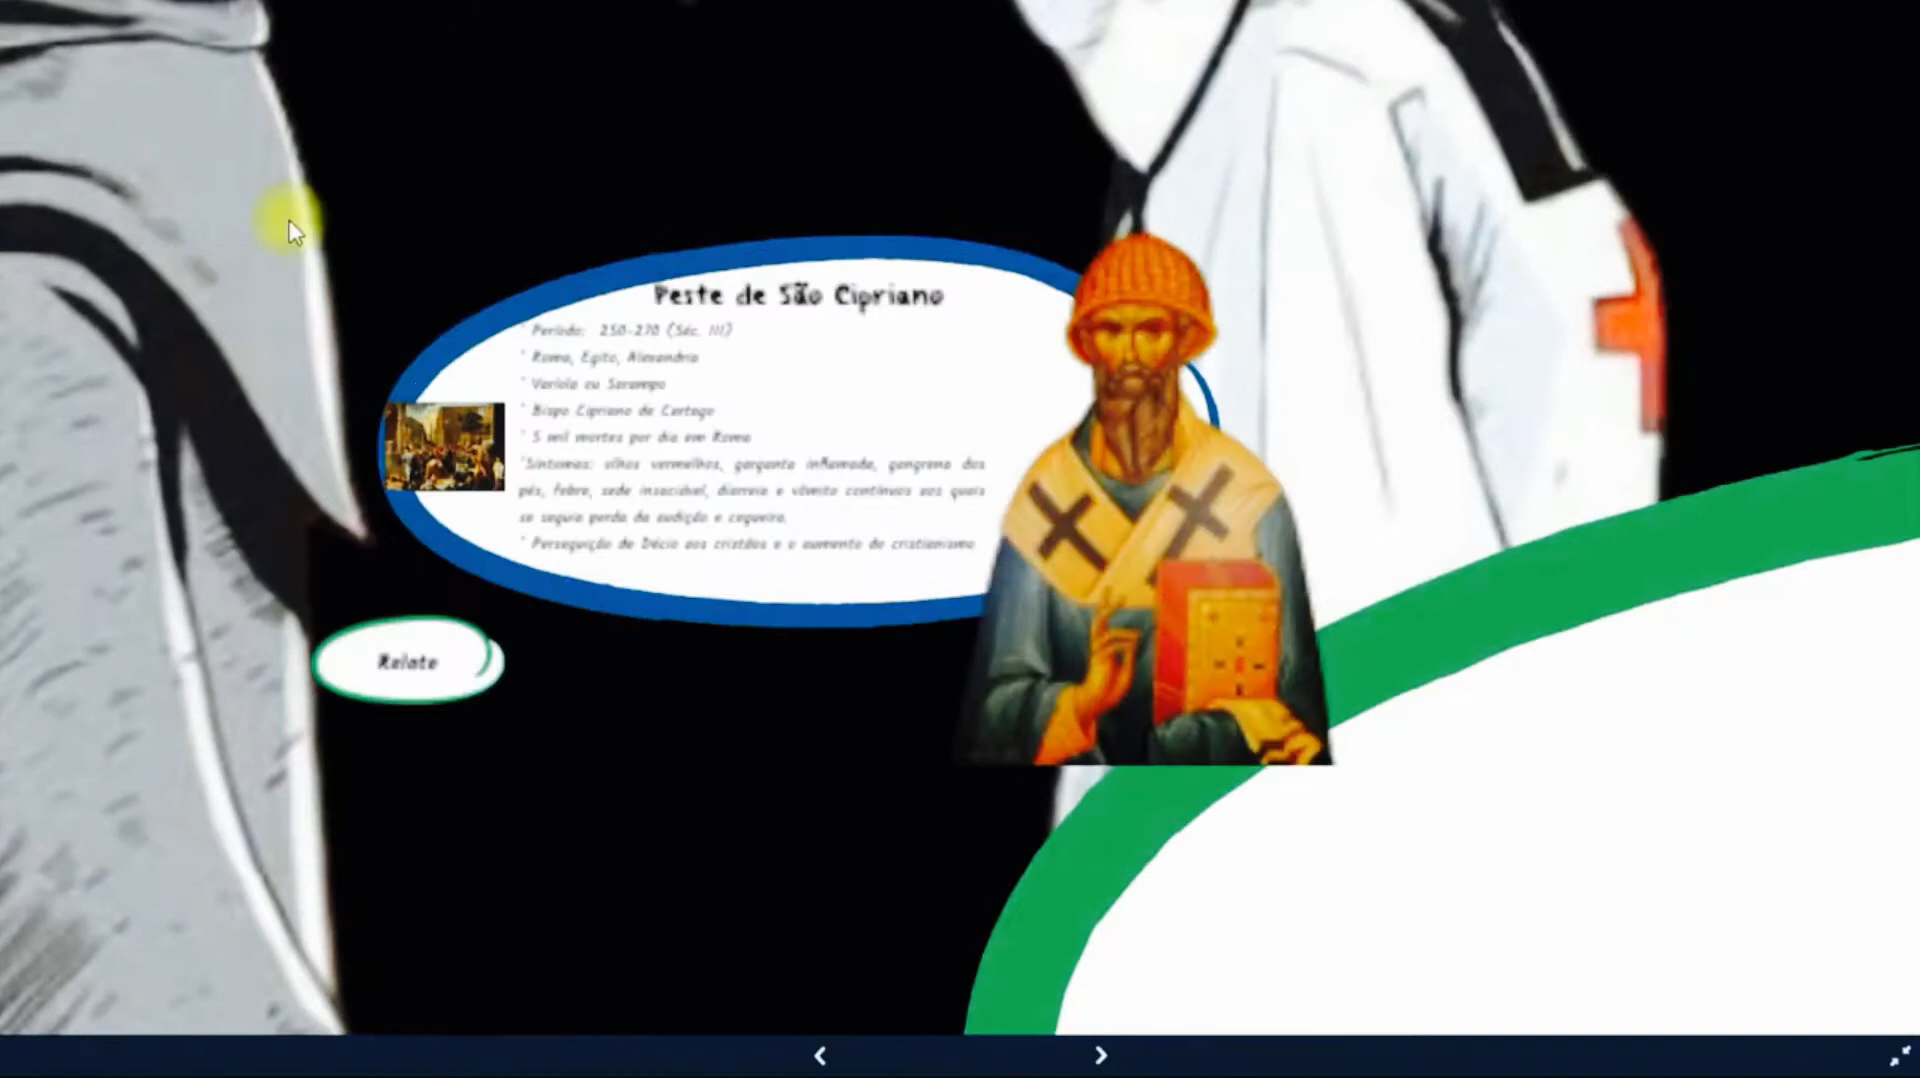 Peste de São Cipriano
* Período: 250-270 (Séc. III)
* Roma, Egito, Alexandria
* Varíola ou Sarampo
* Bispo Cipriano de Cartago
* 5 mil mortes por dia em Roma
*Sintomas: olhos vermelhos, garganta inflamada, gangrena dos
pés, febre, sede insaciável, diarreia e vômito contínuos aos quais
se seguia perda da audição e cegueira.
* Perseguição de Décio aos cristãos e o aumento do cristianismo
Relato